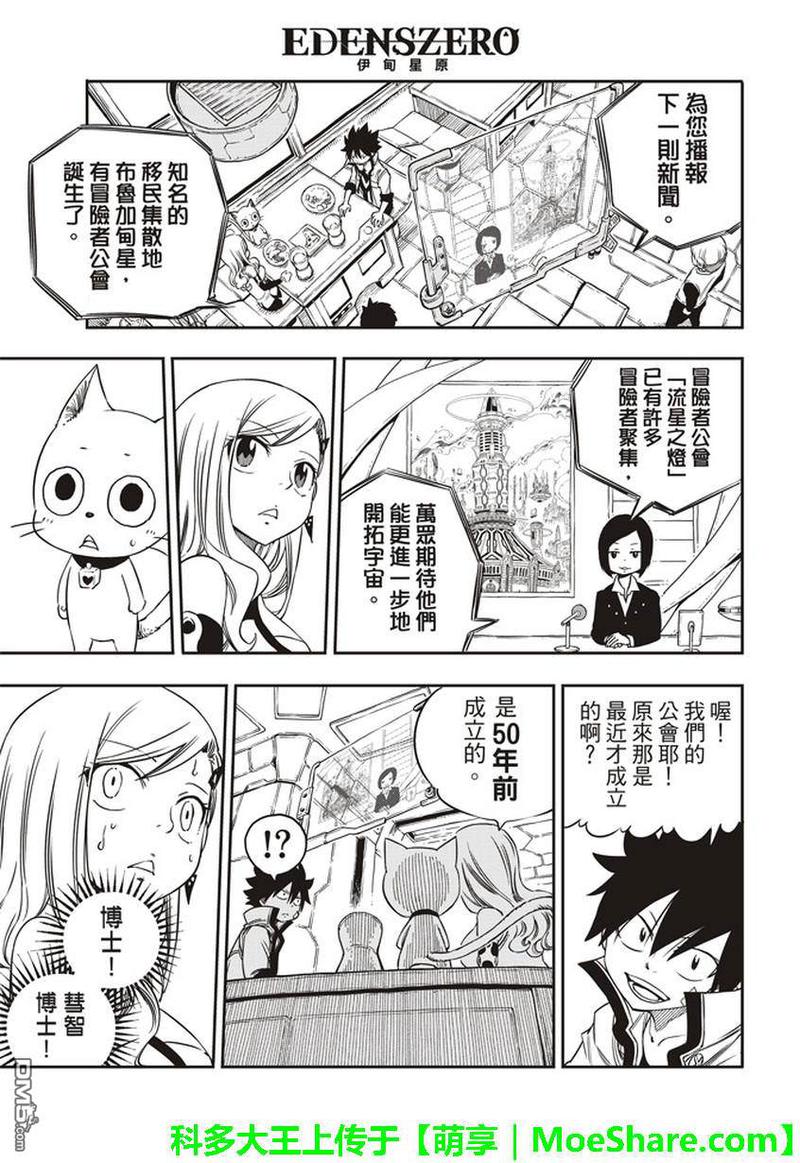 EDENSZERO
伊甸星原
為您播報
下一則新聞。
知名的
移民集散地
布魯加甸星，
有冒險者公會
誕生了。
冒險者公會
「流星之燈」
已有許多
冒險者聚集，
萬眾期待他們
能更進一步地
開拓宇宙。
喔！
我們的
公會耶！
原來那是
最近才成立
的啊？
是50年前
成立的。
!?
博士！
彗智
博士！
DM5
科多大王上传于【萌享｜MoeShare.com】